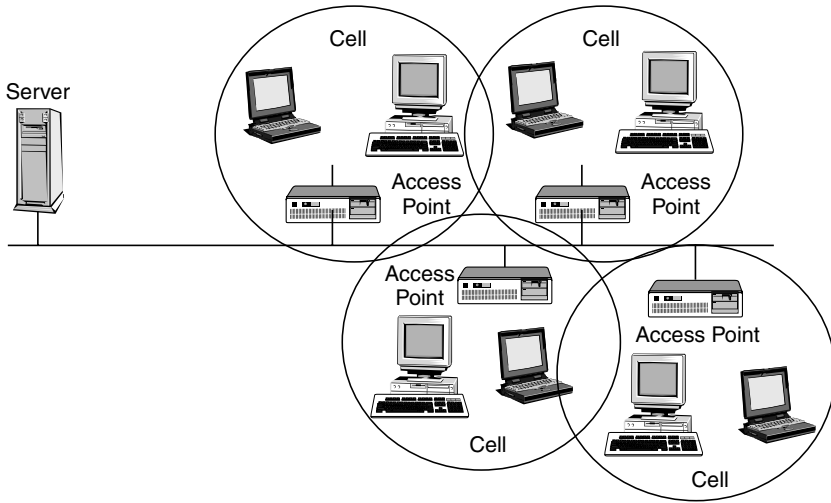 Cell
Cell
Server
Access
Point
Access
Point
Access
Point
Access Point
Cell
Cell